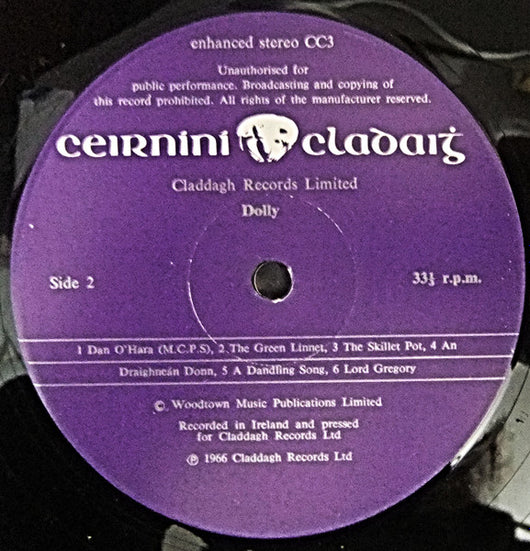 enhanced stereo CC3
Unauthorised for
public performance. Broadcasting and copying of
this record prohibited. All rights of the manufacturer reserved.
ceirníní cladaiġ
Claddagh Records Limited
Dolly
Side 2
33⅓ r.p.m.
1 Dan O'Hara (M.C.P.S), 2.The Green Linnet, 3 The Skillet Pot, 4 An
Draighneán Donn, 5 A Dandling Song, 6 Lord Gregory
©. Woodtown Music Publications Limited
Recorded in Ireland and pressed
for Claddagh Records Ltd
℗ 1966 Claddagh Records Ltd